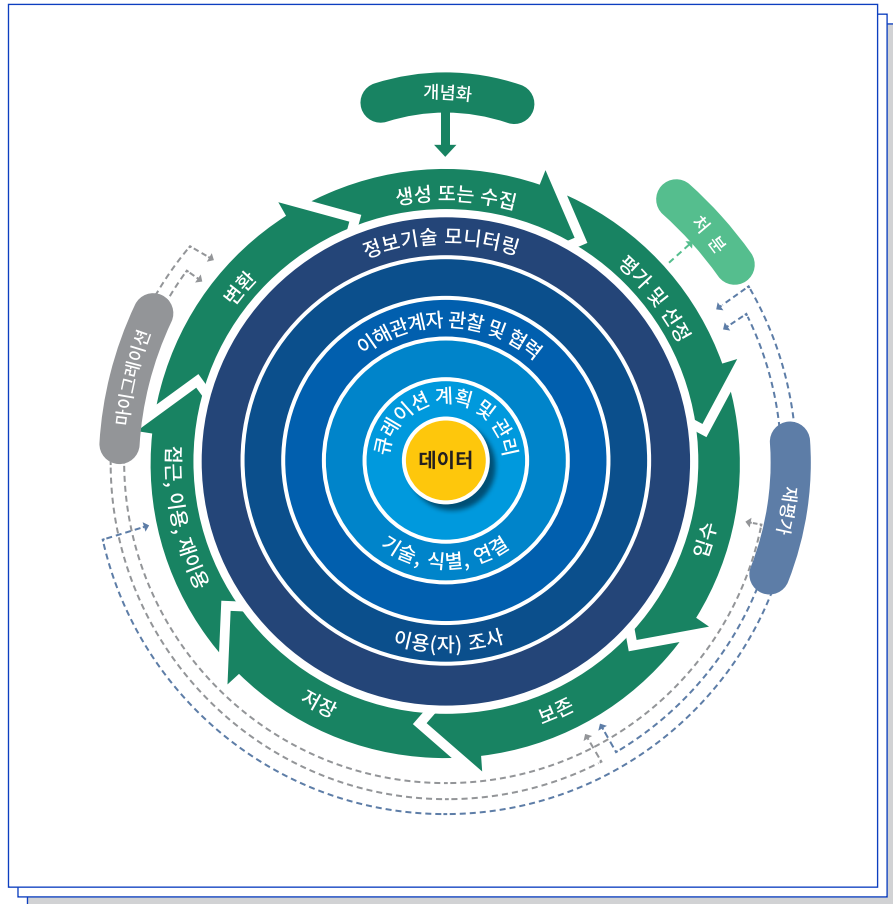 개념화
생성 또는 수집
처 분
평가 및 선정
재평가
수입
보존
저장
접근, 이용, 재이용
마이그레이션
변환
정보기술 모니터링
이해관계자 관찰 및 협력
큐레이션 계획 및 관리
데이터
기술, 식별, 연결
이용(자) 조사